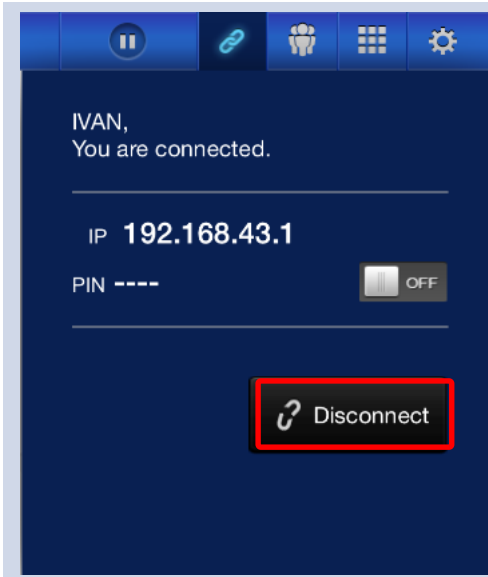 IVAN,
You are connected.
IP 192.168.43.1
PIN ----
OFF
Disconnect